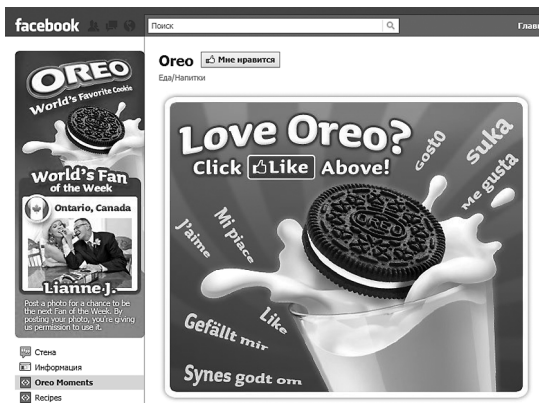 facebook
Поиск
Глав
OREO
World's Favorite Cookie
World's Fan
of the Week
Ontario, Canada
Lianne J.
Post a photo for a chance to be
the next Fan of the Week. By
posting your photo, you're giving
us permission to use it.
Стена
Информация
Oreo Moments
Recipes
Oreo
Мне нравится
Еда/Напитки
Love Oreo?
Click Like Above!
Gosto
Suka
Me gusta
Mi piace
J'aime
Like
Gefällt mir
Synes godt om
OREO